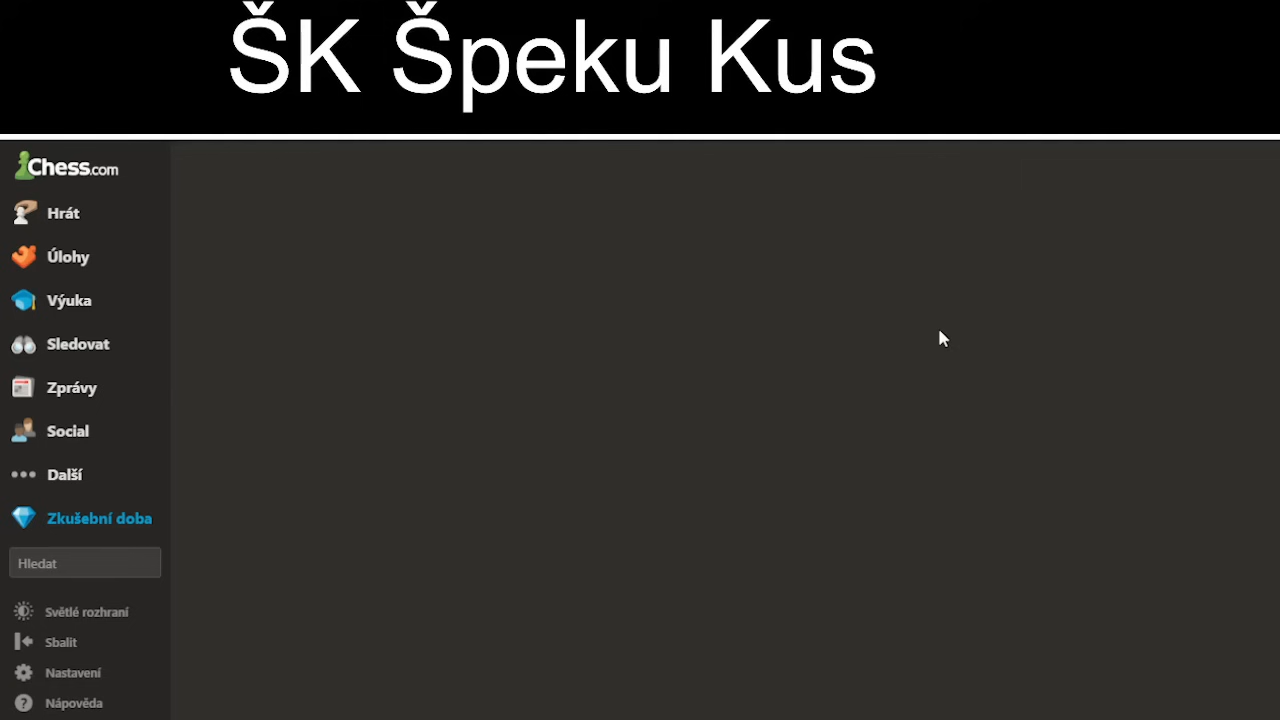 ŠK Špeku Kus
Chess.com
Hrát
Úlohy
Výuka
Sledovat
Zprávy
Social
Další
Zkušební doba
Hledat
Světlé rozhraní
Sbalit
Nastavení
Nápověda